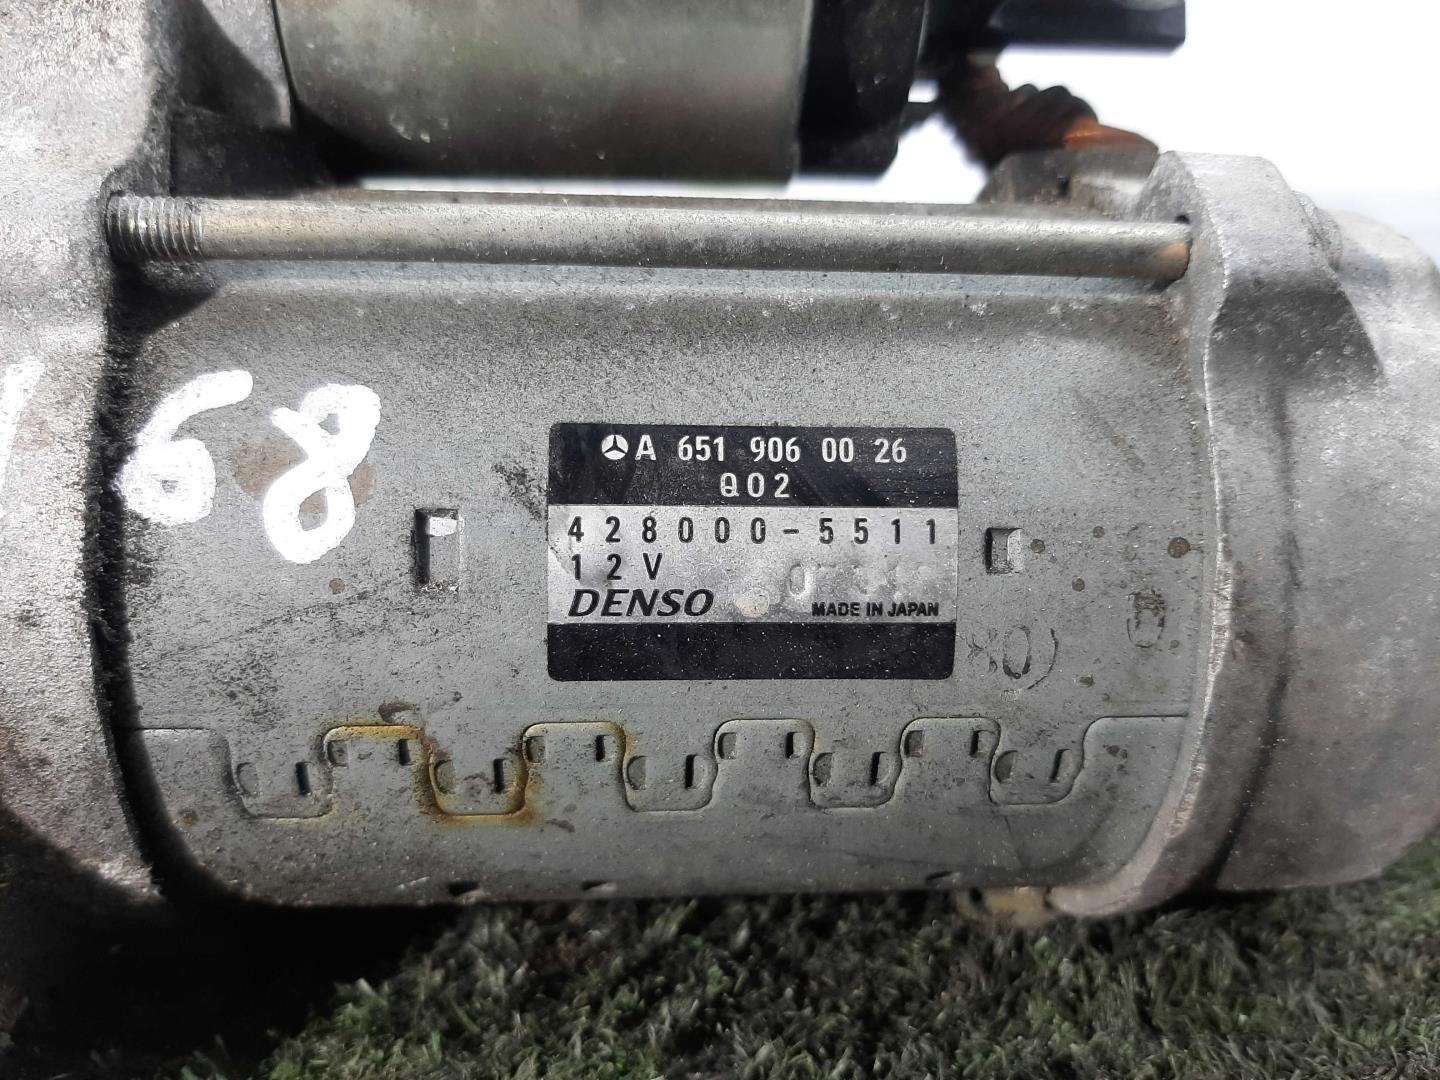 68
A 651 906 00 26
Q02
428000-5511
12V
DENSO
MADE IN JAPAN